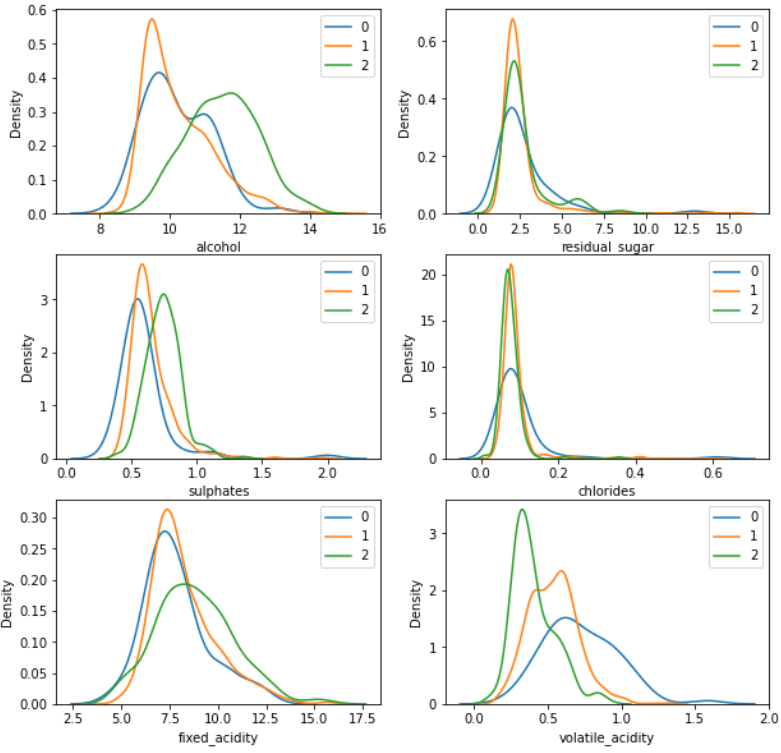 0.6
0.5
0.4
0.3
0.2
0.1
0.0
Density
8 10 12 14 16
alcohol
0
1
2
0.6
0.4
0.2
0.0
Density
0.0 2.5 5.0 7.5 10.0 12.5 15.0
residual_sugar
0
1
2
3
2
1
0
Density
0.0 0.5 1.0 1.5 2.0
sulphates
0
1
2
20
15
10
5
0
Density
0.0 0.2 0.4 0.6
chlorides
0
1
2
0.30
0.25
0.20
0.15
0.10
0.05
0.00
Density
2.5 5.0 7.5 10.0 12.5 15.0 17.5
fixed_acidity
0
1
2
3
2
1
0
Density
0.0 0.5 1.0 1.5 2.0
volatile_acidity
0
1
2